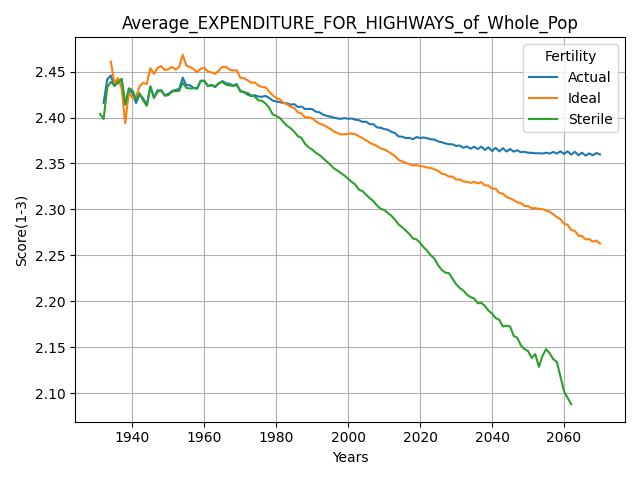 Average_EXPENDITURE_FOR_HIGHWAYS_of_Whole_Pop
Fertility
Actual
Ideal
Sterile
Score(1-3)
2.45
2.40
2.35
2.30
2.25
2.20
2.15
2.10
1940 1960 1980 2000 2020 2040 2060
Years